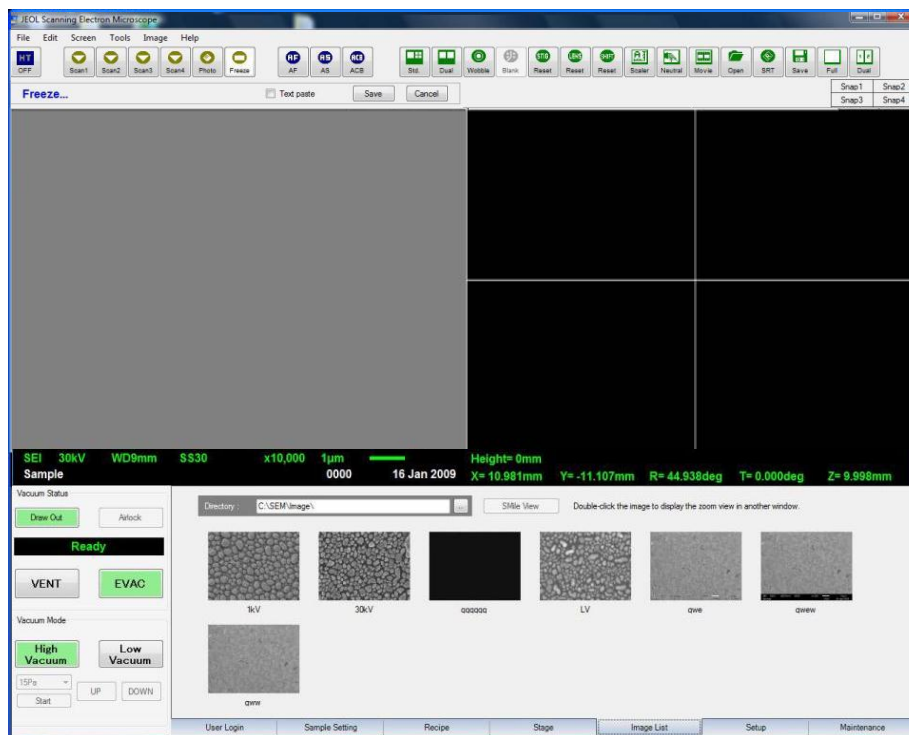 JEOL Scanning Electron Microscope
File Edit Screen Tools Image Help
HT
OFF Scan1 Scan2 Scan3 Scan4 Photo Freeze
AF AS ACB
AF AS ACB
Std. Dual Wobble Blank Reset Reset Reset Scaler Neutral Movie Open SRT Save Full Dual
Freeze... Text paste Save Cancel
Snap1 Snap2
Snap3 Snap4
SEI 30kV WD9mm SS30 x10,000 1µm
Sample 0000 16 Jan 2009
Height= 0mm
X= 10.981mm Y= -11.107mm R= 44.938deg T= 0.000deg Z= 9.998mm
Vacuum Status
Draw Out Airlock
Ready
VENT EVAC
Vacuum Mode
High Vacuum Low Vacuum
15Pa UP DOWN
Start
Directory : C:\SEM\Image\ ... SMile View Double-click the image to display the zoom view in another window.
1kV 30kV qqqqqq LV qwe qwew
qww
User Login Sample Setting Recipe Stage Image List Setup Maintenance